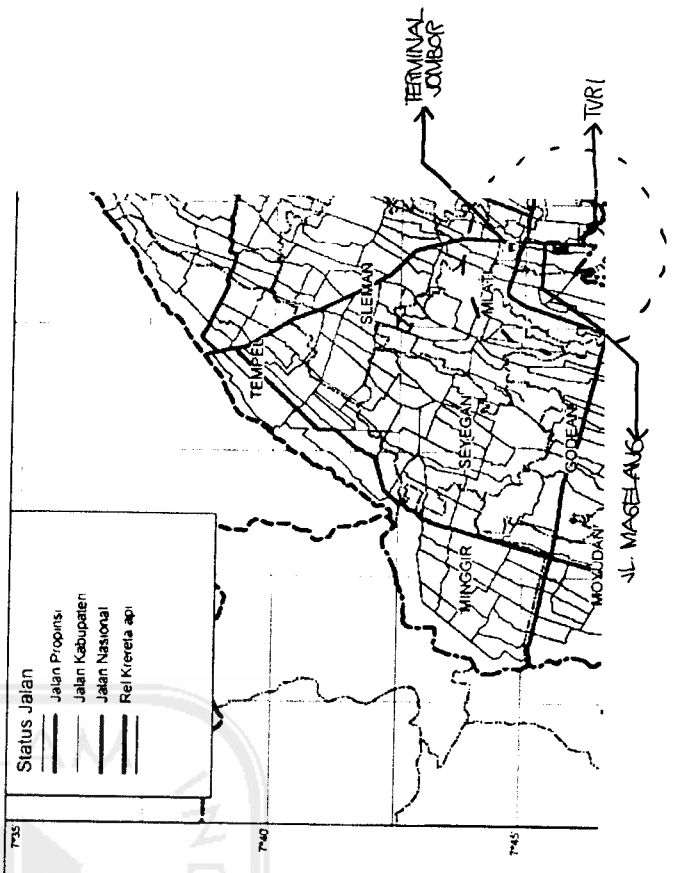 Status Jalan
Jalan Propinsi
Jalan Kabupaten
Jalan Nasional
Rel Krereta api
7°35
7°40
7°45
TEMPEL
SLEMAN
MLATI
SEYEGAN
GODEAN
MINGGIR
MOYUDAN
TERMINAL
JOMBOR
TVRI
JL. MAGELANG